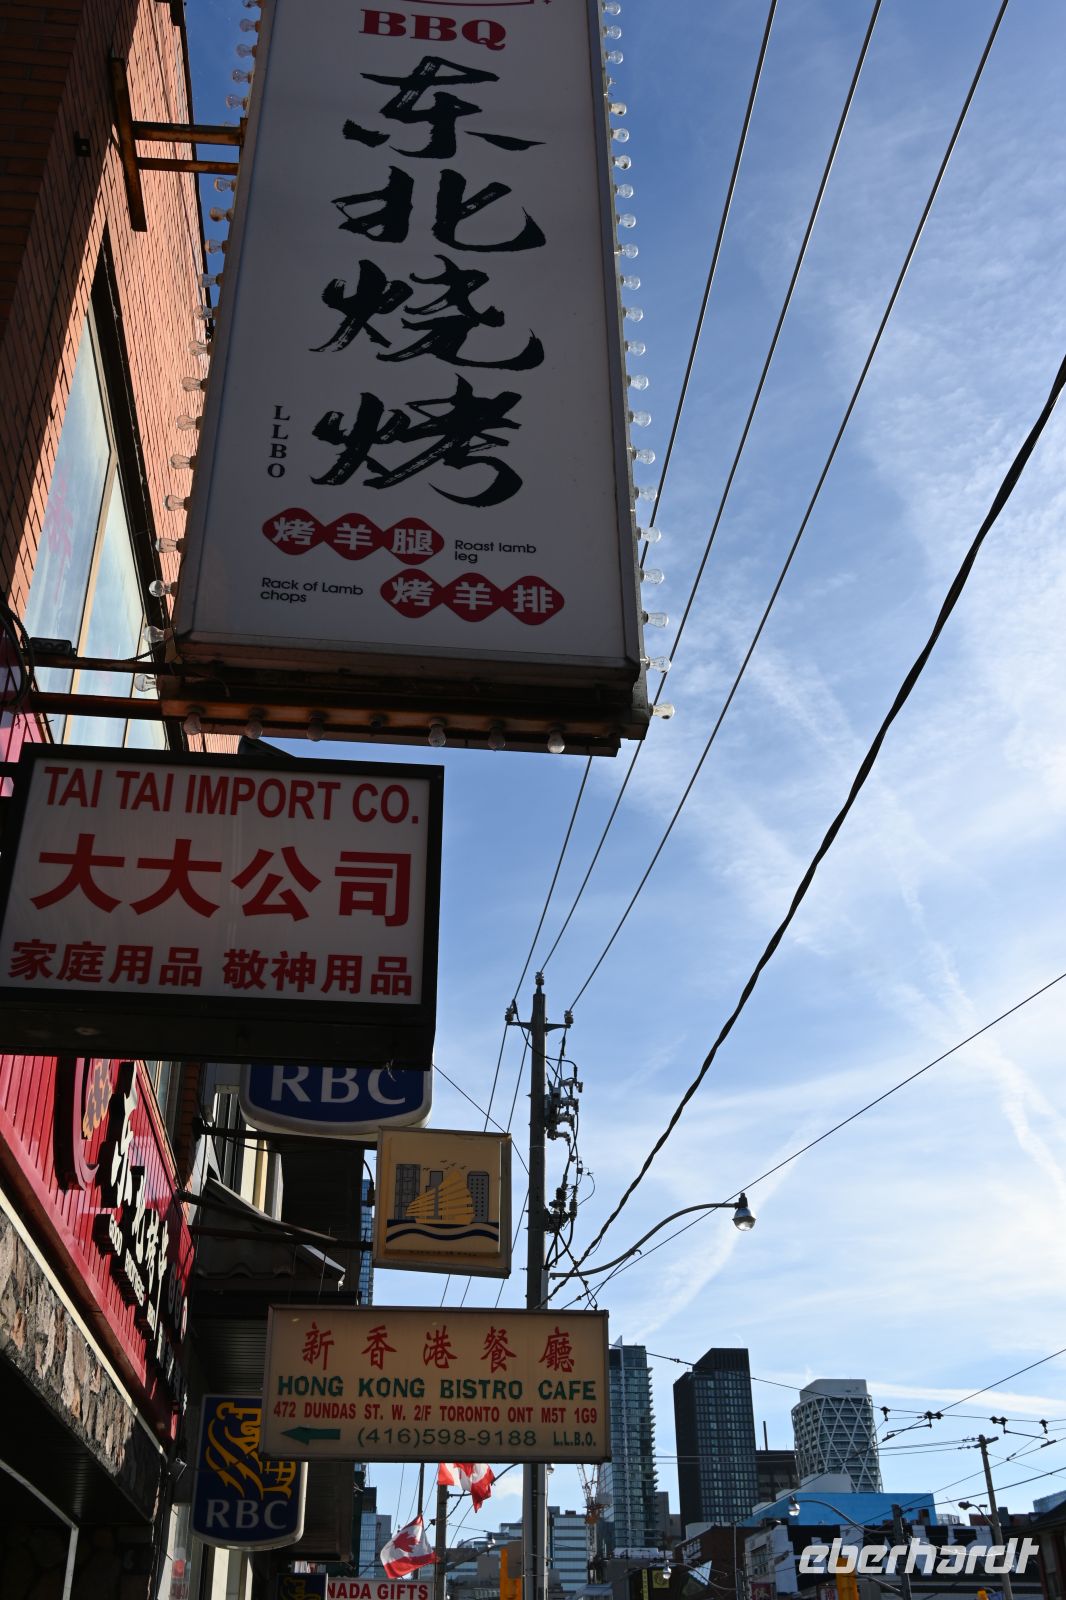 BBQ
东北烧烤
LLBO
烤羊腿
Roast lamb
leg
Rack of Lamb
chops
烤羊排
TAI TAI IMPORT CO.
大大公司
家庭用品 敬神用品
RBC
新香港餐廳
HONG KONG BISTRO CAFE
472 DUNDAS ST. W. 2/F TORONTO ONT M5T 1G9
(416)598-9188 L.L.B.O.
RBC
NADA GIFTS
eberhardt